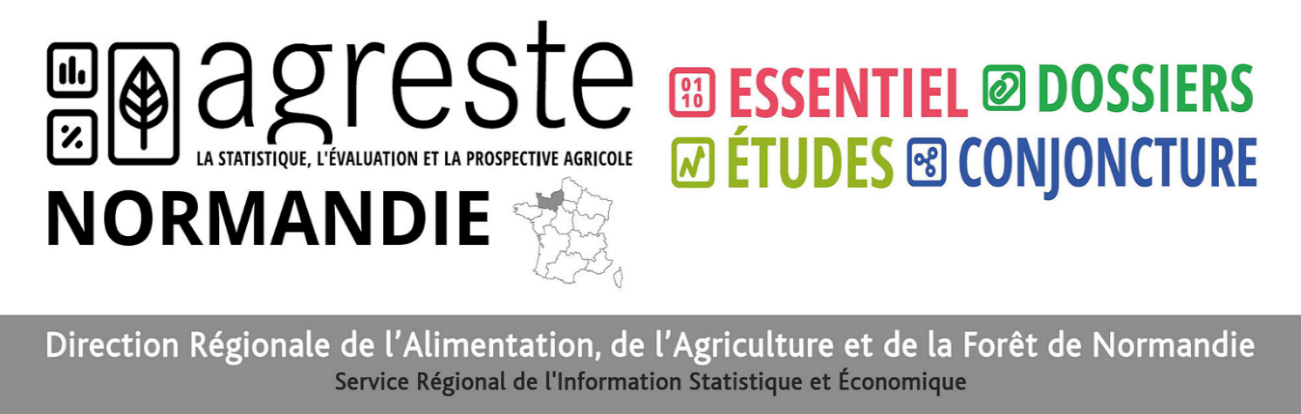 agreste
LA STATISTIQUE, L'ÉVALUATION ET LA PROSPECTIVE AGRICOLE
NORMANDIE
01 10 ESSENTIEL DOSSIERS
ÉTUDES CONJONCTURE
Direction Régionale de l'Alimentation, de l'Agriculture et de la Forêt de Normandie
Service Régional de l'Information Statistique et Économique